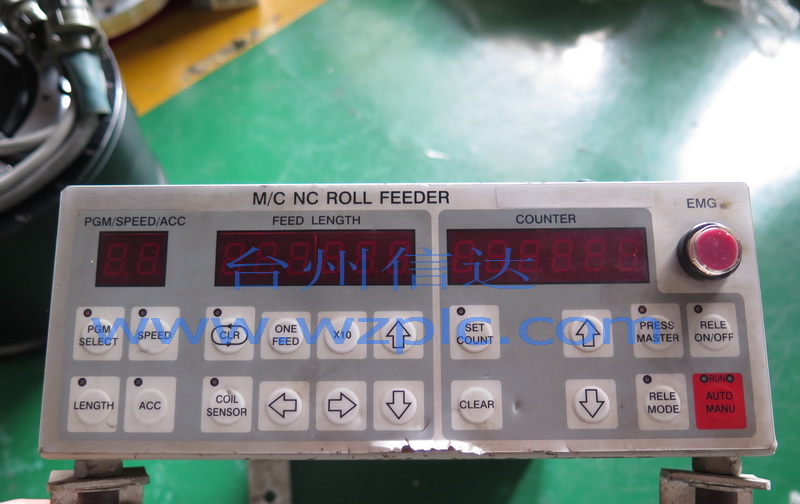 M/C NC ROLL FEEDER
EMG
PGM/SPEED/ACC
FEED LENGTH
COUNTER
台州信达
www.wzplc.com
PGM
SELECT
SPEED
CLR
ONE
FEED
X10
SET
COUNT
PRESS
MASTER
RELE
ON/OFF
LENGTH
ACC
COIL
SENSOR
CLEAR
RELE
MODE
RUN
AUTO
MANU